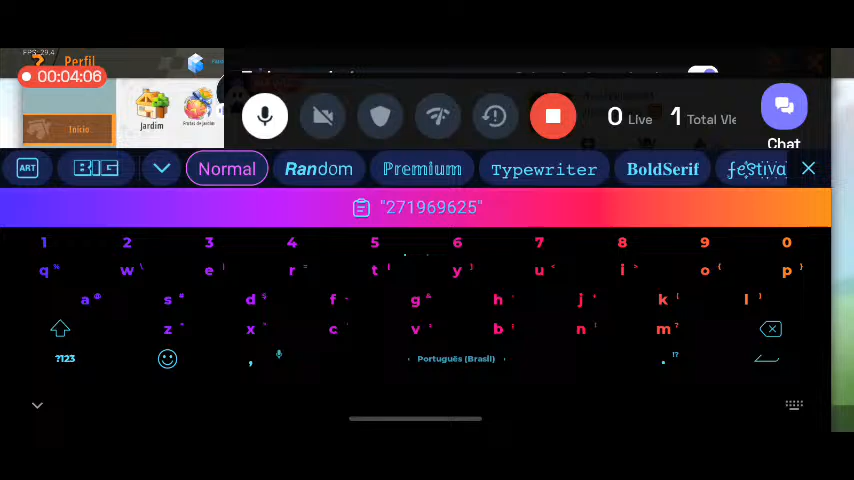 FPS: 29.4
Perfil
00:04:06
Jardim
Início
0 Live 1 Total Vie
Chat
ART BIG Normal Random Premium Typewriter BoldSerif festiva
"271969625"
1 2 3 4 5 6 7 8 9 0
q w e r t y u i o p
a s d f g h j k l
z x c v b n m
?123 , Português (Brasil) . !?